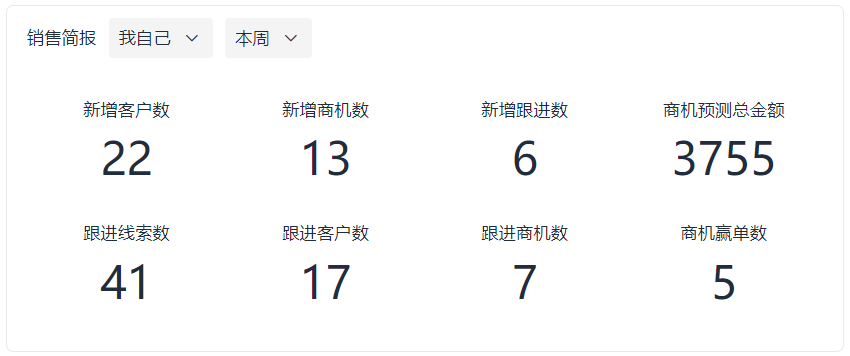 销售简报 我自己 本周
新增客户数 新增商机数 新增跟进数 商机预测总金额
22 13 6 3755
跟进线索数 跟进客户数 跟进商机数 商机赢单数
41 17 7 5